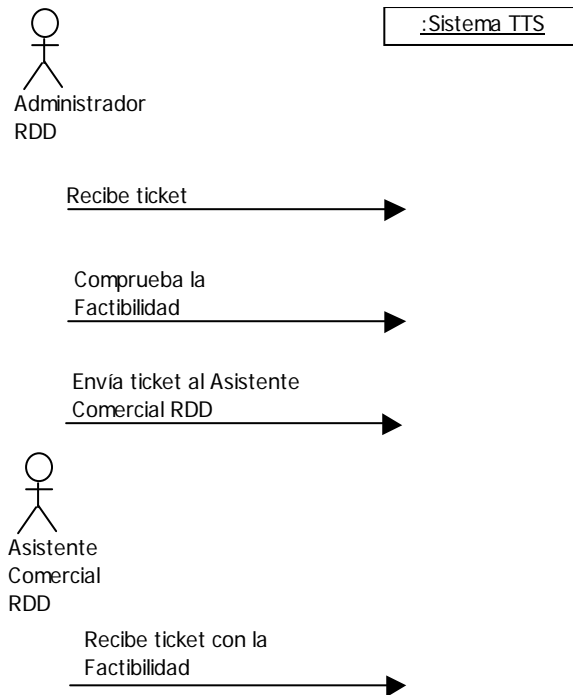 :Sistema TTS
Administrador
RDD
Recibe ticket
Comprueba la
Factibilidad
Envía ticket al Asistente
Comercial RDD
Asistente
Comercial
RDD
Recibe ticket con la
Factibilidad